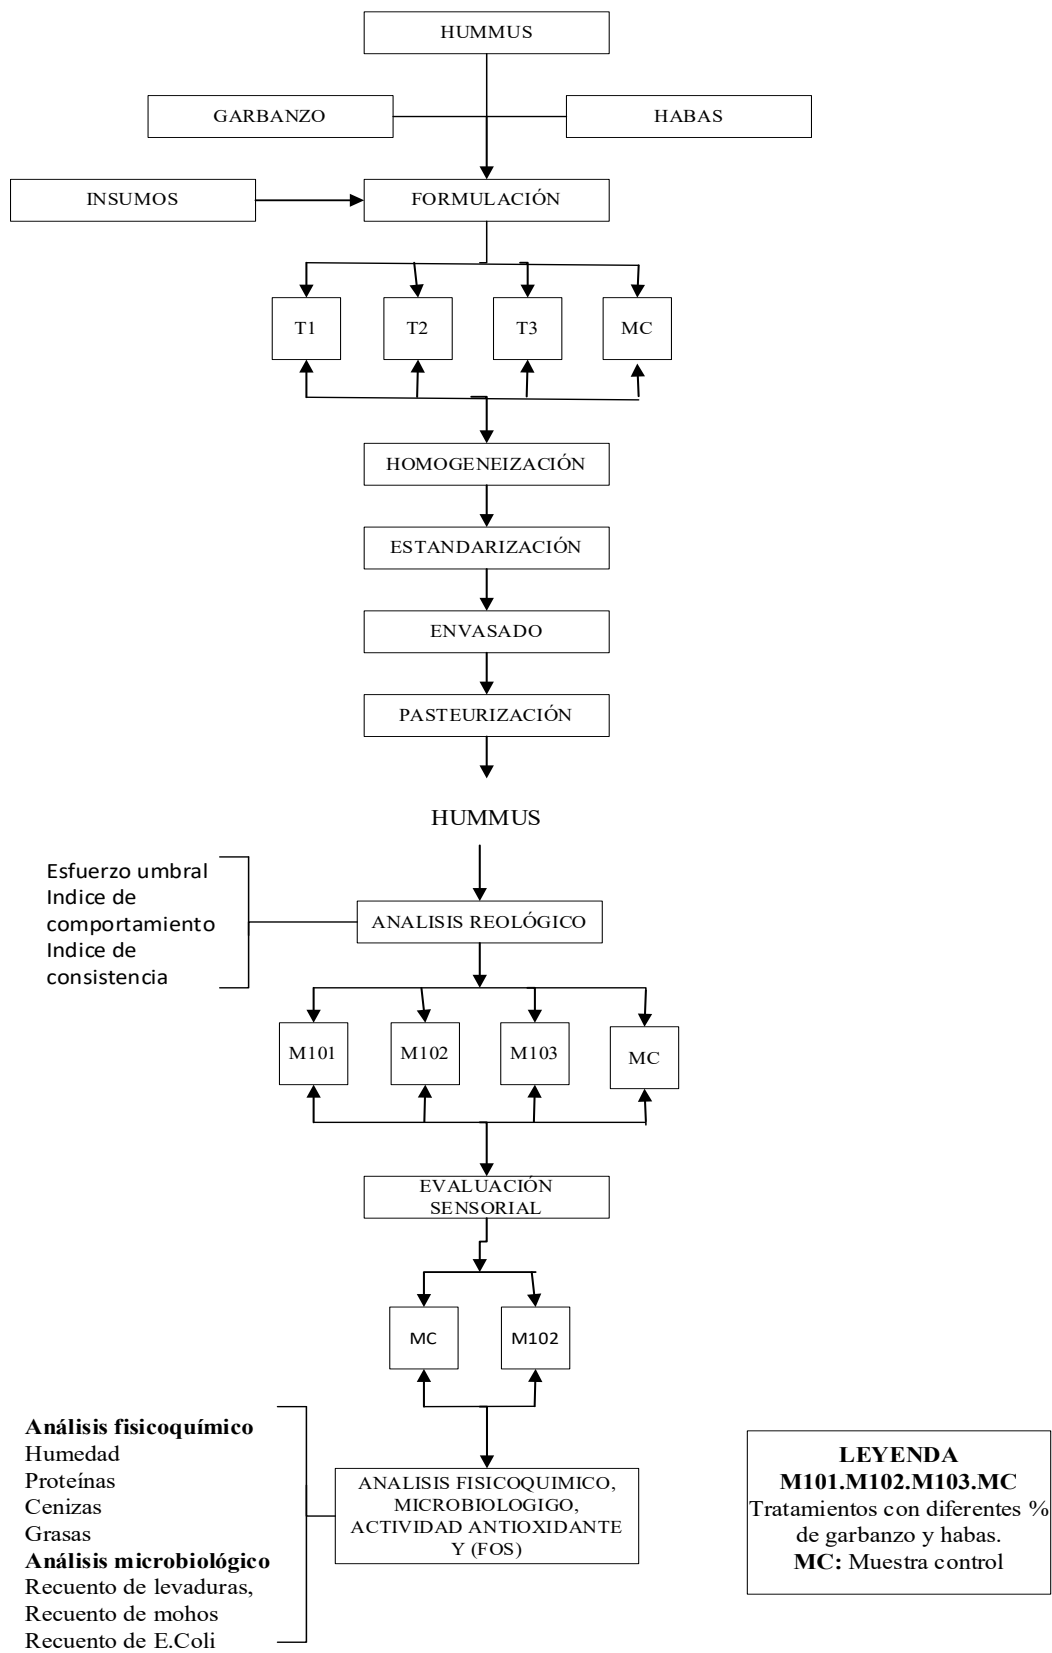 HUMMUS
GARBANZO
HABAS
INSUMOS
FORMULACIÓN
T1
T2
T3
MC
HOMOGENEIZACIÓN
ESTANDARIZACIÓN
ENVASADO
PASTEURIZACIÓN
HUMMUS
Esfuerzo umbral
Indice de
comportamiento
Indice de
consistencia
ANALISIS REOLÓGICO
M101
M102
M103
MC
EVALUACIÓN
SENSORIAL
MC
M102
Análisis fisicoquímico
Humedad
Proteínas
Cenizas
Grasas
Análisis microbiológico
Recuento de levaduras,
Recuento de mohos
Recuento de E.Coli
ANALISIS FISICOQUIMICO,
MICROBIOLOGIGO,
ACTIVIDAD ANTIOXIDANTE
Y (FOS)
LEYENDA
M101.M102.M103.MC
Tratamientos con diferentes %
de garbanzo y habas.
MC: Muestra control